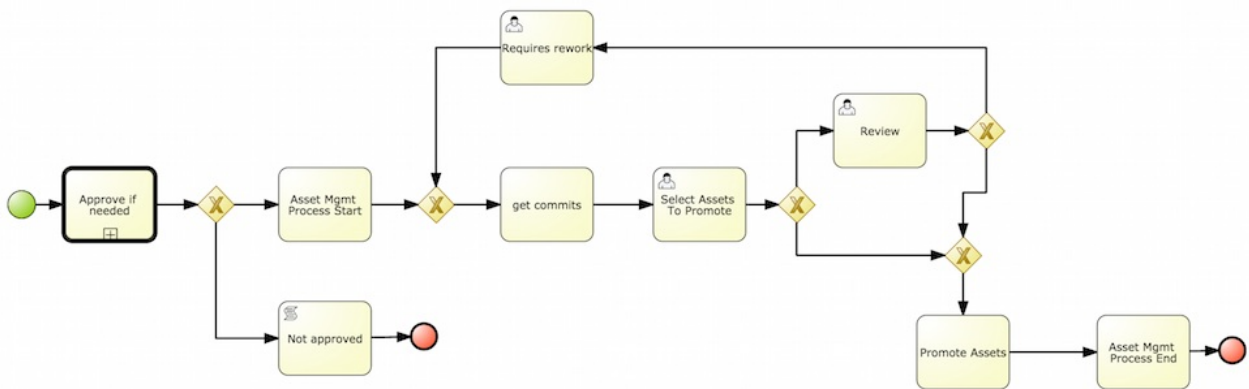 Requires rework
Review
Approve if
needed
Asset Mgmt
Process Start
get commits
Select Assets
To Promote
Not approved
Promote Assets
Asset Mgmt
Process End